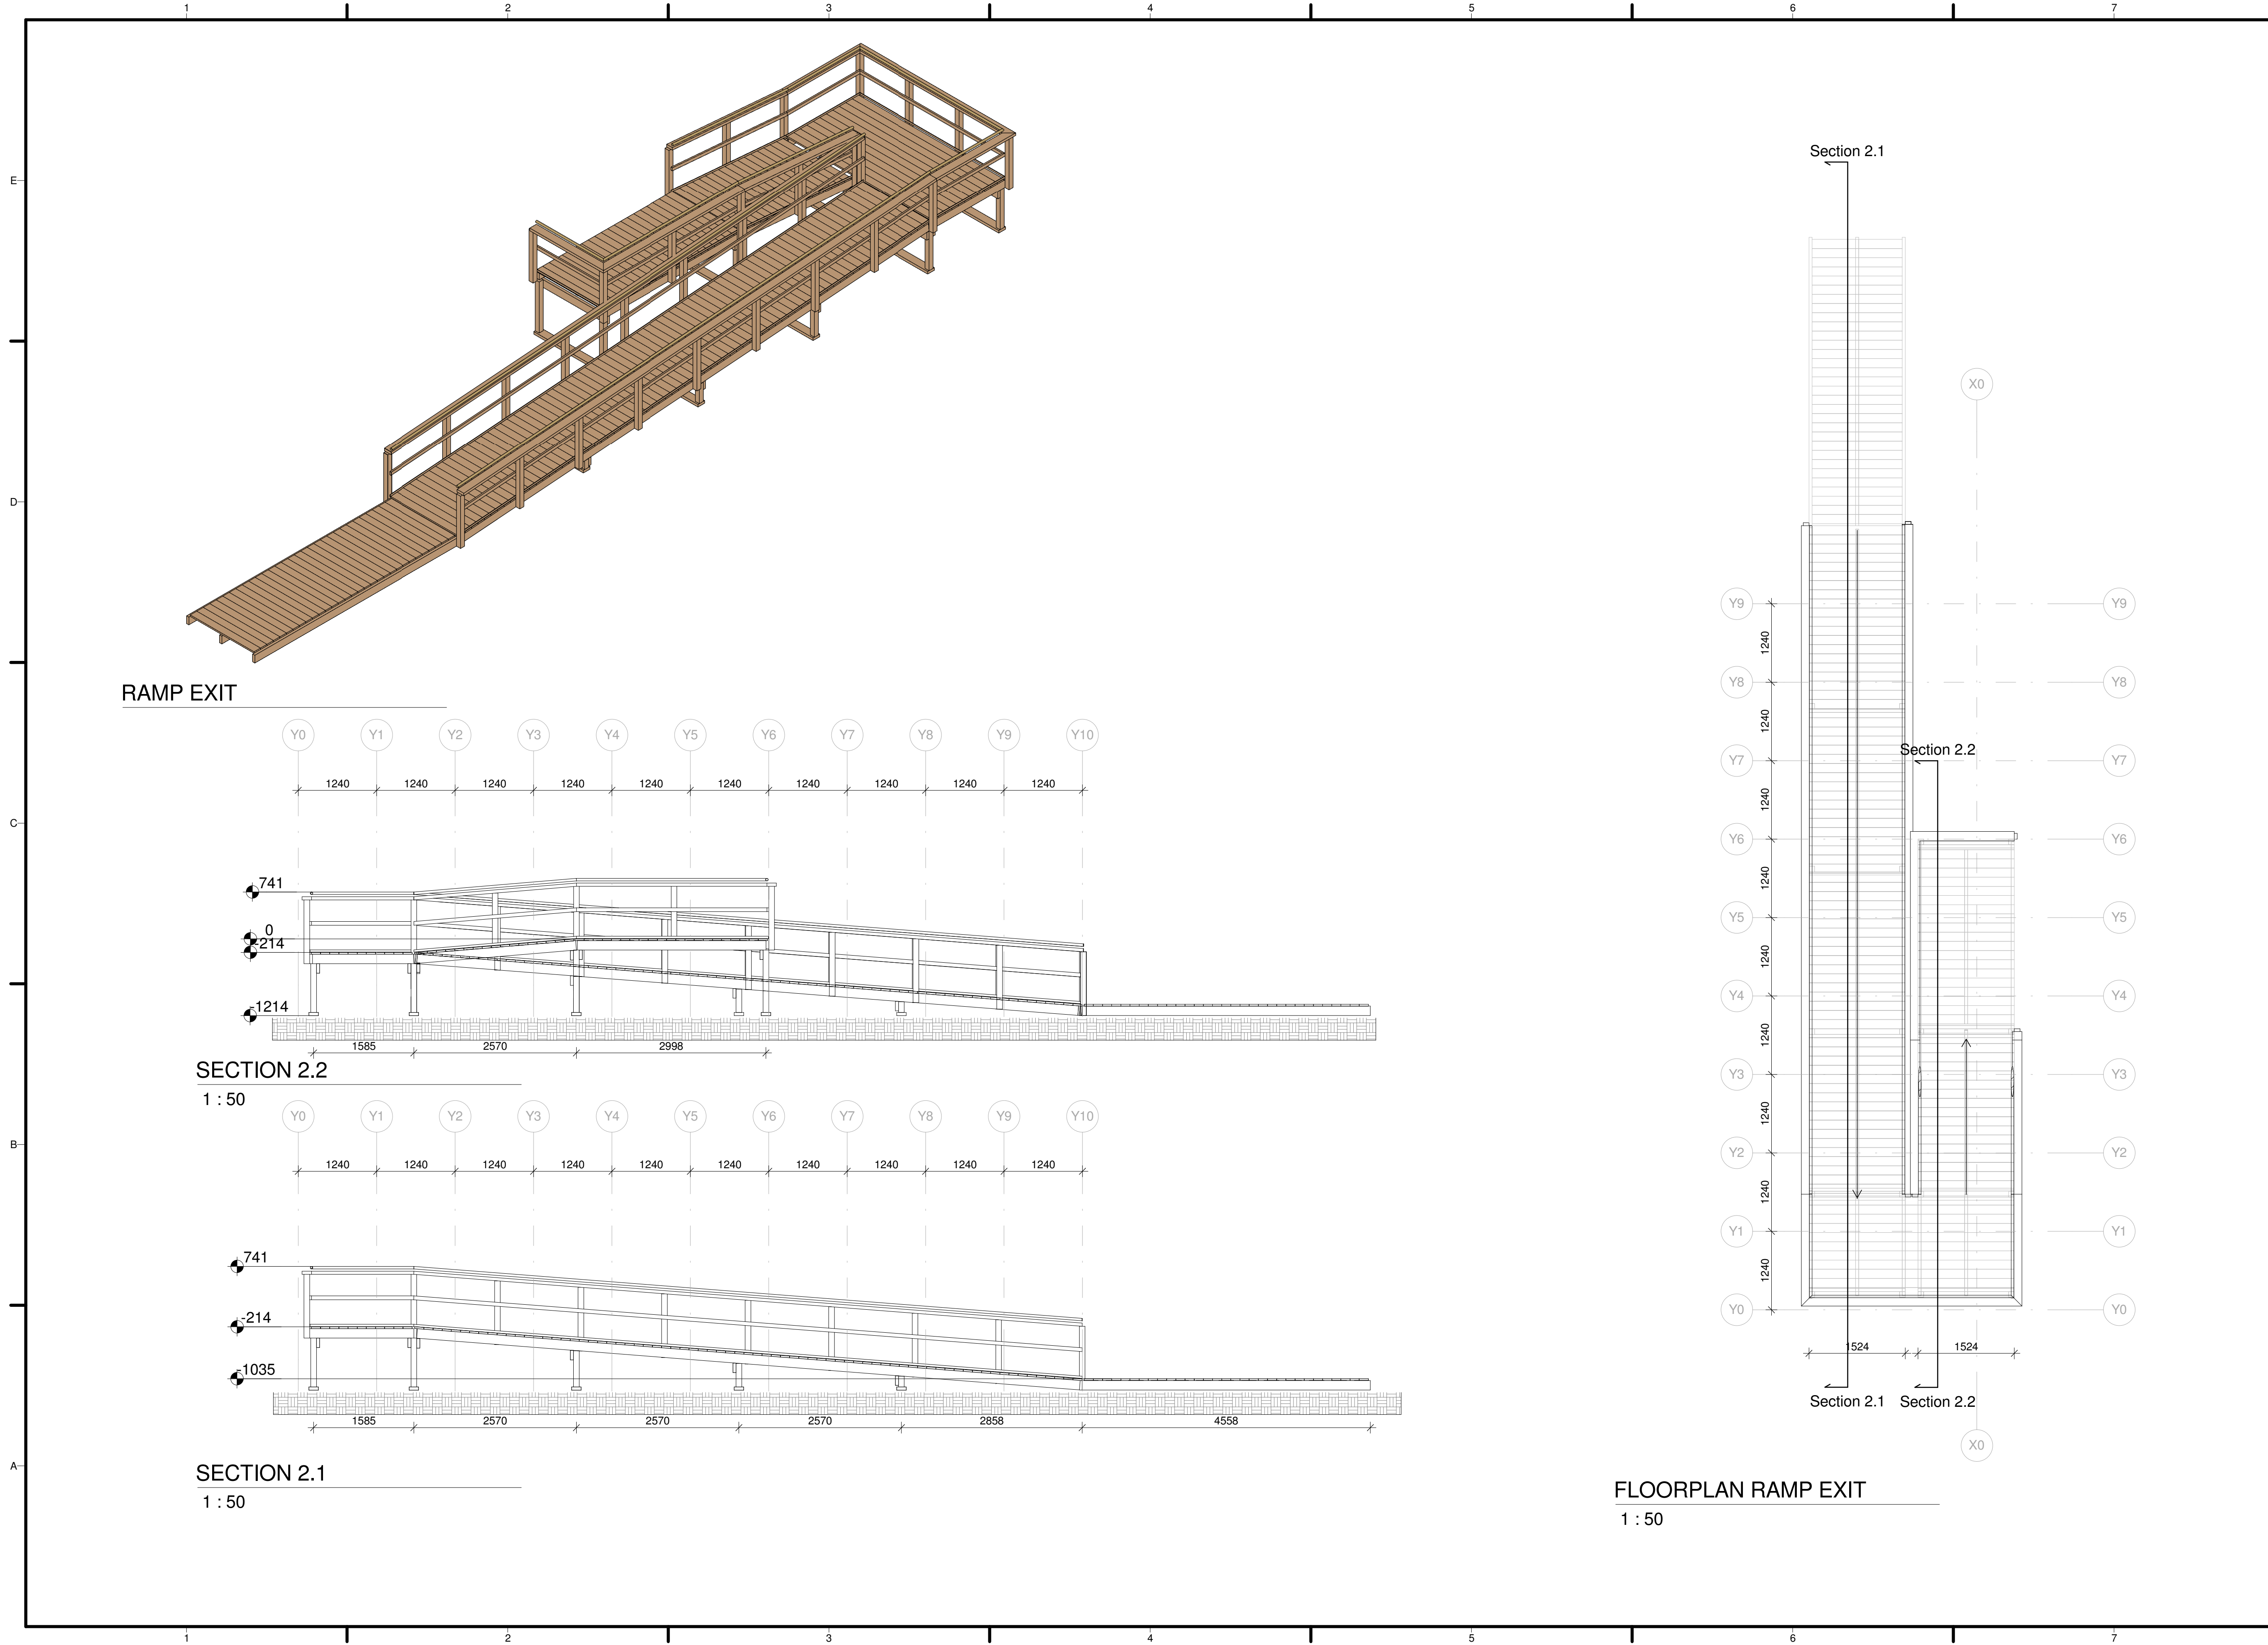 1 2 3 4 5 6 7
E
D
C
B
A
RAMP EXIT
Y0 Y1 Y2 Y3 Y4 Y5 Y6 Y7 Y8 Y9 Y10
1240 1240 1240 1240 1240 1240 1240 1240 1240 1240
741
0
-214
-1214
1585 2570 2998
SECTION 2.2
1 : 50
Y0 Y1 Y2 Y3 Y4 Y5 Y6 Y7 Y8 Y9 Y10
1240 1240 1240 1240 1240 1240 1240 1240 1240 1240
741
-214
-1035
1585 2570 2570 2570 2858 4558
SECTION 2.1
1 : 50
Section 2.1
X0
Y9 Y9
1240
Y8 Y8
1240
Section 2.2
Y7 Y7
1240
Y6 Y6
1240
Y5 Y5
1240
Y4 Y4
1240
Y3 Y3
1240
Y2 Y2
1240
Y1 Y1
1240
Y0 Y0
1524 1524
Section 2.1 Section 2.2
X0
FLOORPLAN RAMP EXIT
1 : 50
1 2 3 4 5 6 7